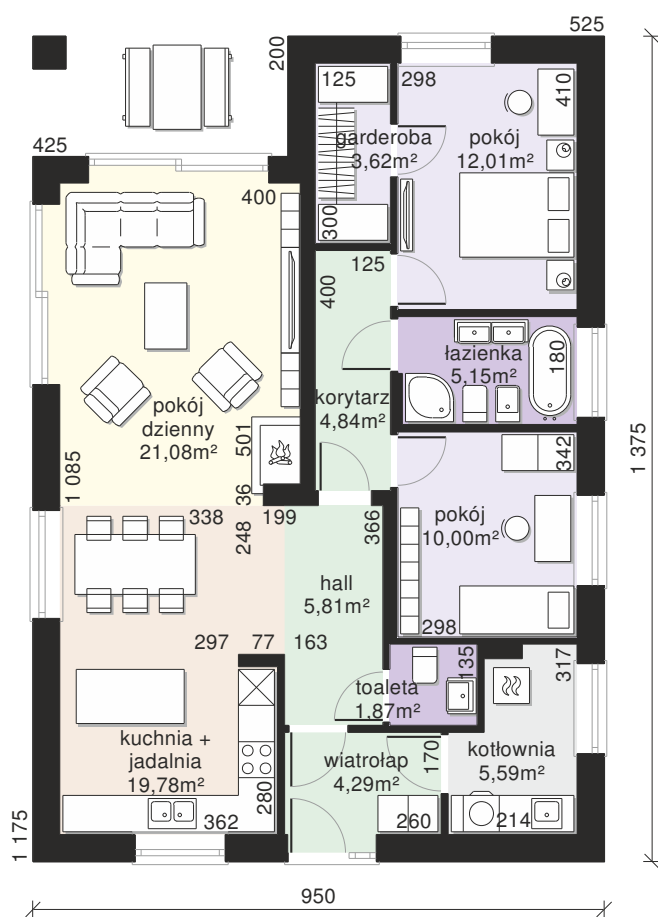 525
200
125
298
410
garderoba
3,62m²
pokój
12,01m²
425
400
300
125
400
łazienka
5,15m²
180
korytarz
4,84m²
pokój
dzienny
21,08m²
501
1 085
36
342
1 375
338
199
248
366
pokój
10,00m²
hall
5,81m²
297
77
163
298
135
317
toaleta
1,87m²
kuchnia +
jadalnia
19,78m²
wiatrołap
4,29m²
170
kotłownia
5,59m²
280
362
260
214
1 175
950